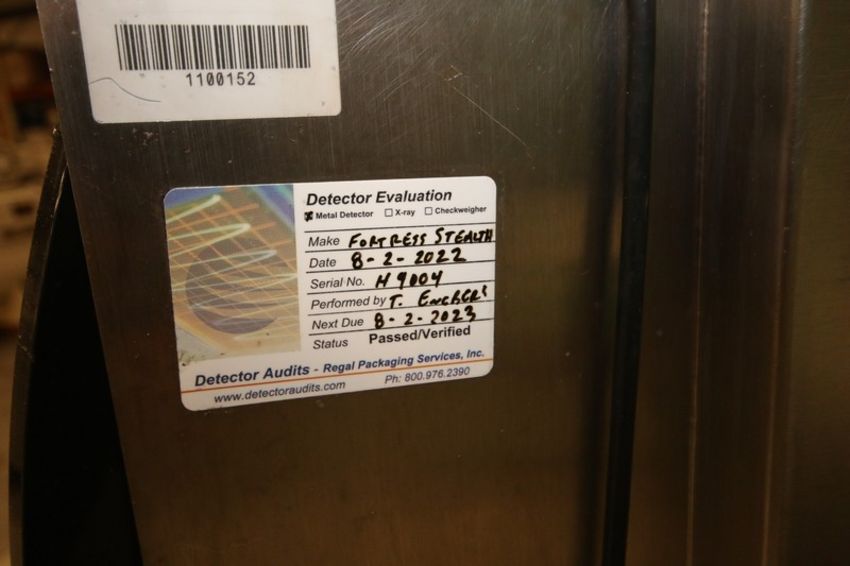 1100152
Detector Evaluation
Metal Detector X-ray Checkweigher
Make FORTRESS STEALTH
Date 8-2-2022
Serial No. H9004
Performed by T.
Next Due 8-2-2023
Status Passed/Verified
Detector Audits - Regal Packaging Services, Inc.
www.detectoraudits.com Ph: 800.976.2390